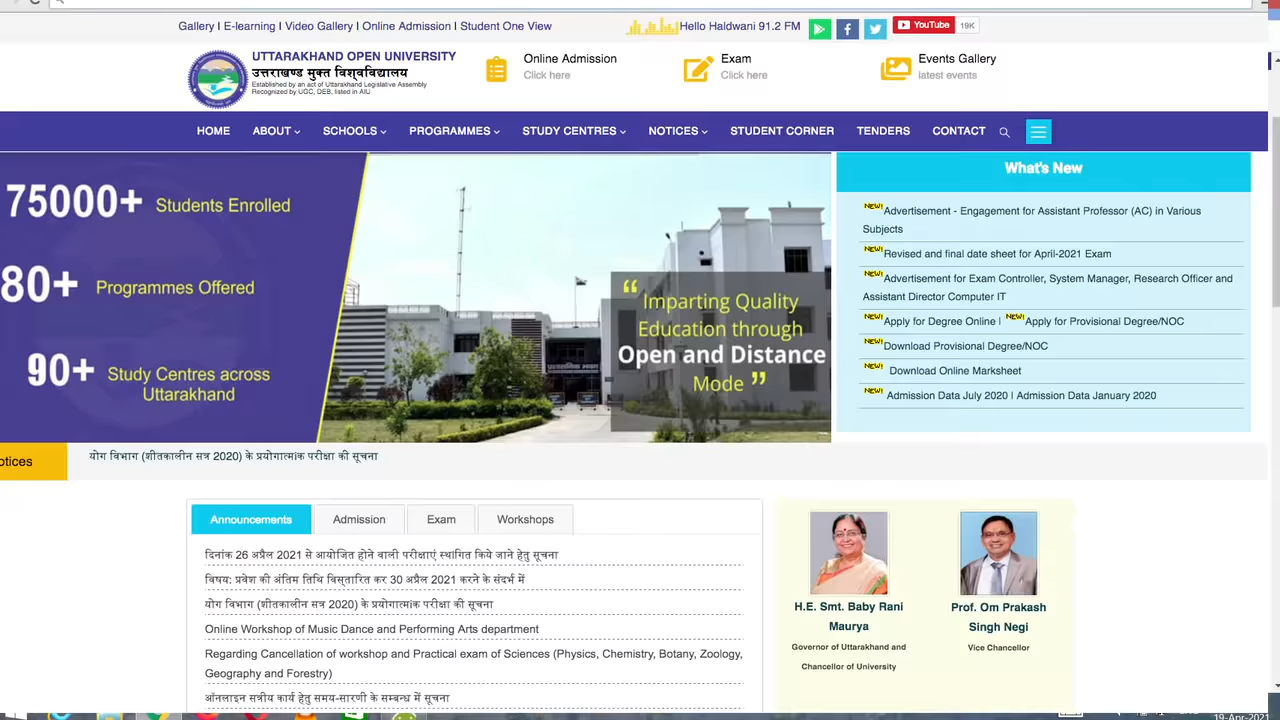 Gallery | E-learning | Video Gallery | Online Admission | Student One View
Hello Haldwani 91.2 FM
YouTube 19K
UTTARAKHAND OPEN UNIVERSITY
उत्तराखण्ड मुक्त विश्वविद्यालय
Established by an act of Uttarakhand Legislative Assembly
Recognized by UGC, DEB, listed in AIU
Online Admission
Click here
Exam
Click here
Events Gallery
latest events
HOME ABOUT SCHOOLS PROGRAMMES STUDY CENTRES NOTICES STUDENT CORNER TENDERS CONTACT
75000+ Students Enrolled
80+ Programmes Offered
90+ Study Centres across
Uttarakhand
“ Imparting Quality
Education through
Open and Distance
Mode ”
What's New
NEW! Advertisement - Engagement for Assistant Professor (AC) in Various
Subjects
NEW! Revised and final date sheet for April-2021 Exam
NEW! Advertisement for Exam Controller, System Manager, Research Officer and
Assistant Director Computer IT
NEW! Apply for Degree Online | NEW! Apply for Provisional Degree/NOC
NEW! Download Provisional Degree/NOC
NEW! Download Online Marksheet
NEW! Admission Data July 2020 | Admission Data January 2020
otices
योग विभाग (शीतकालीन सत्र 2020) के प्रयोगात्मंक परीक्षा की सूचना
Announcements Admission Exam Workshops
दिनांक 26 अप्रैल 2021 से आयोजित होने वाली परीक्षाएं स्थगित किये जाने हेतु सूचना
विषय: प्रवेश की अंतिम तिथि विस्तारित कर 30 अप्रैल 2021 करने के संदर्भ में
योग विभाग (शीतकालीन सत्र 2020) के प्रयोगात्मंक परीक्षा की सूचना
Online Workshop of Music Dance and Performing Arts department
Regarding Cancellation of workshop and Practical exam of Sciences (Physics, Chemistry, Botany, Zoology,
Geography and Forestry)
ऑनलाइन सत्रीय कार्य हेतु समय-सारणी के सम्बन्ध में सूचना
H.E. Smt. Baby Rani
Maurya
Governor of Uttarakhand and
Chancellor of University
Prof. Om Prakash
Singh Negi
Vice Chancellor